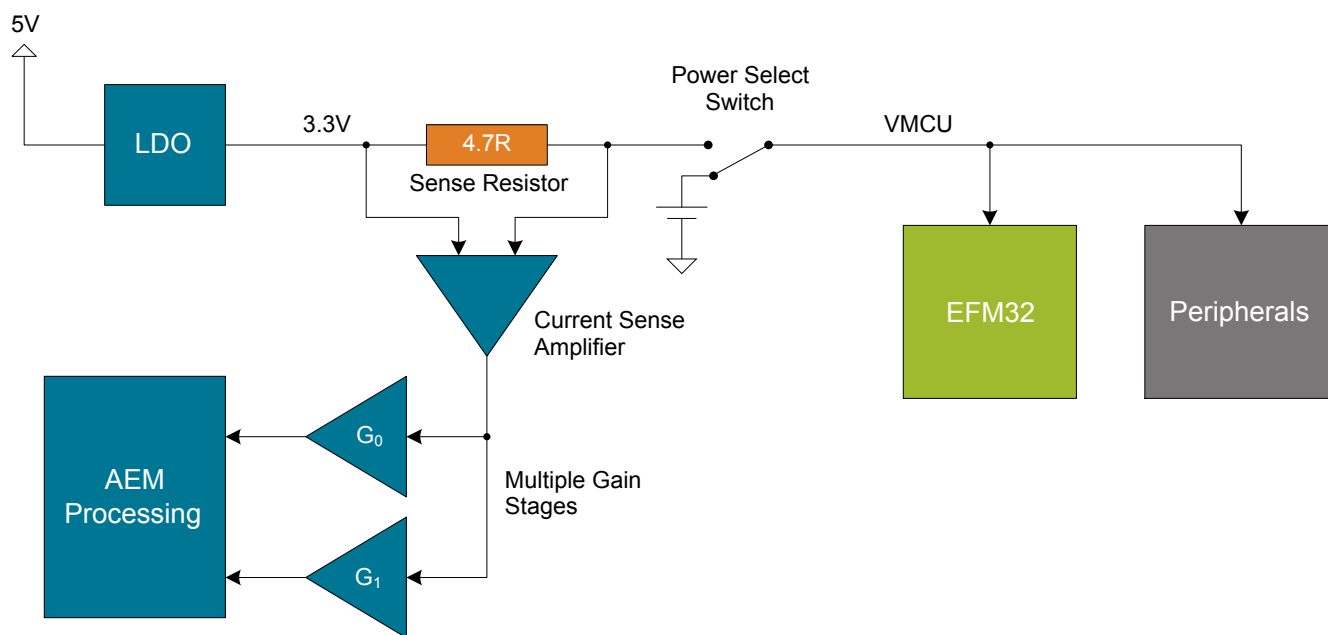 5V
Power Select
Switch
LDO
3.3V
4.7R
VMCU
Sense Resistor
EFM32
Peripherals
Current Sense
Amplifier
AEM
Processing
G₀
Multiple Gain
Stages
G₁